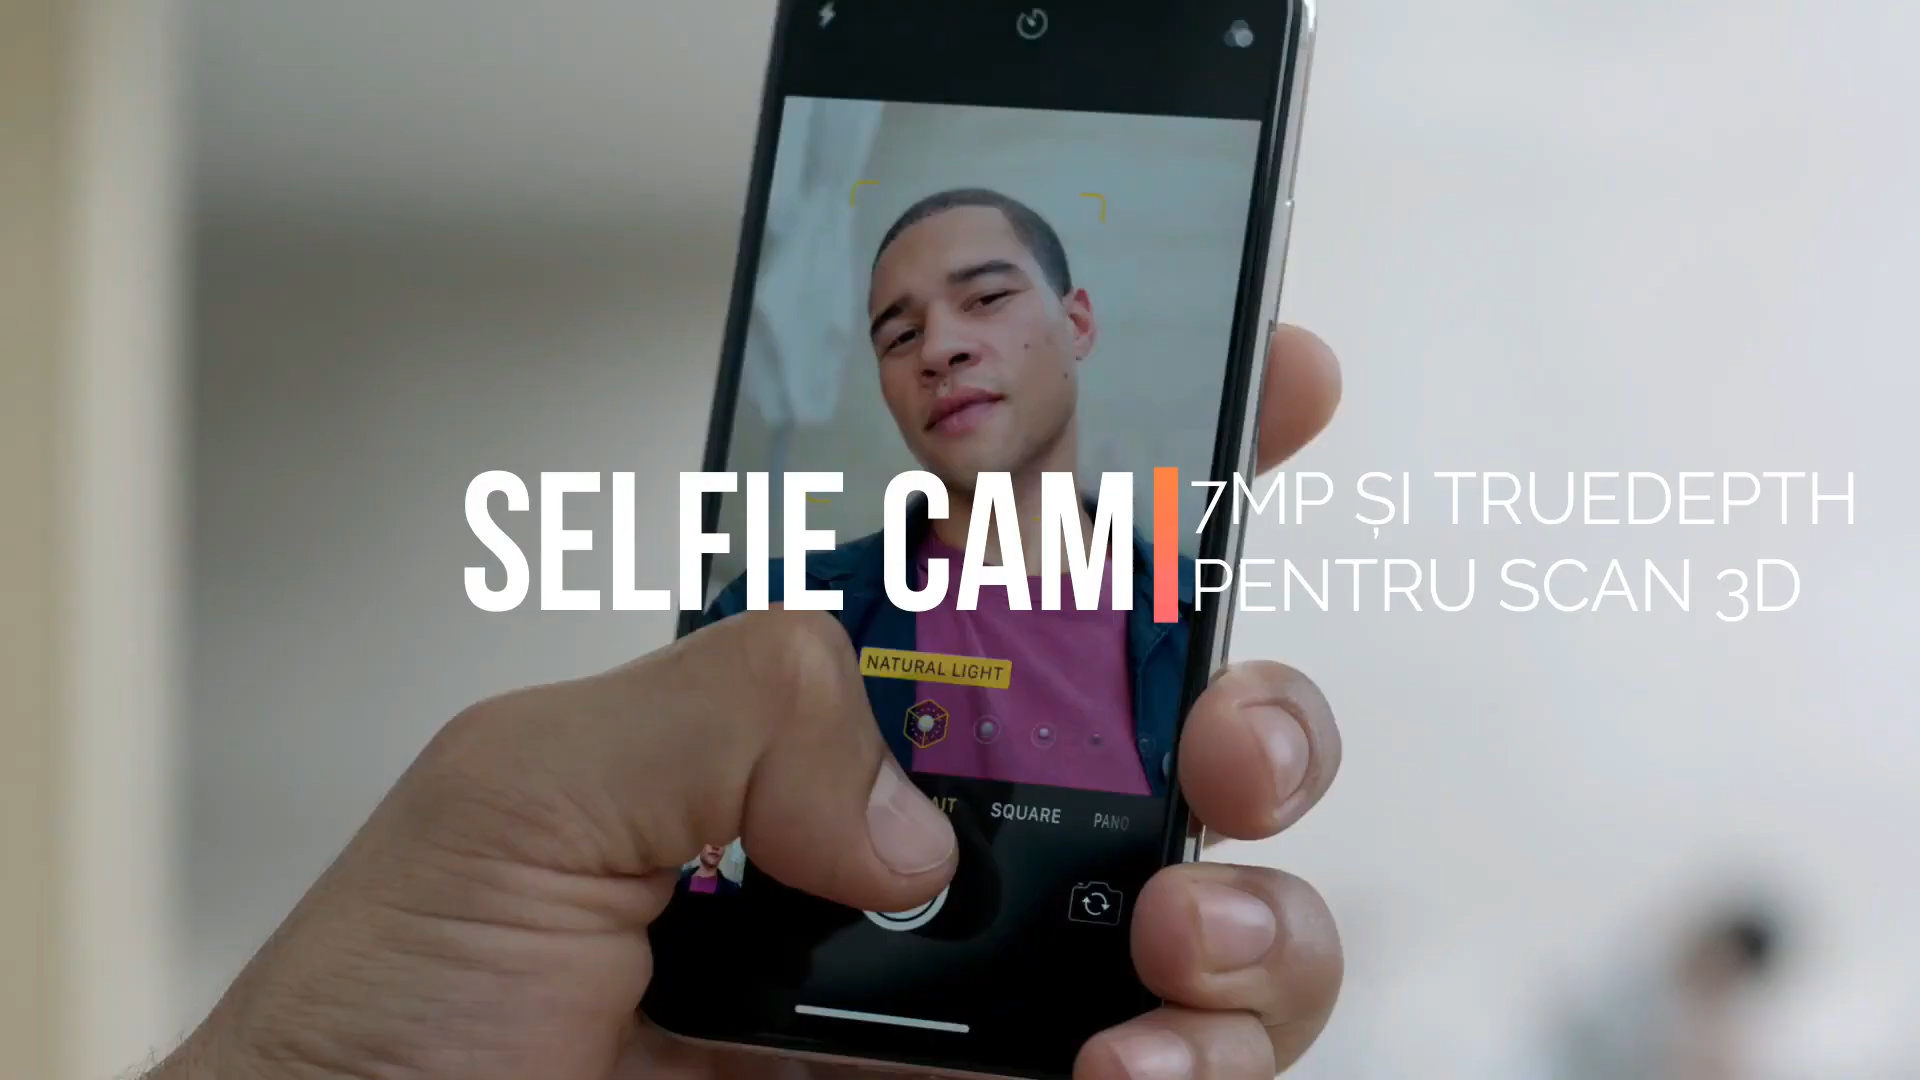 SELFIE CAM
7MP ȘI TRUEDEPTH
PENTRU SCAN 3D
NATURAL LIGHT
SQUARE
PANO